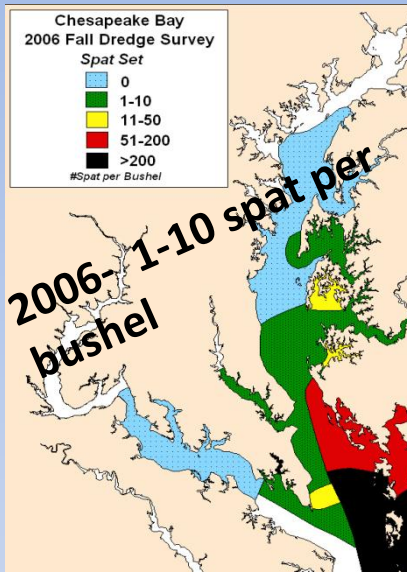 Chesapeake Bay
2006 Fall Dredge Survey
Spat Set
0
1-10
11-50
51-200
>200
#Spat per Bushel
2006- 1-10 spat per
bushel